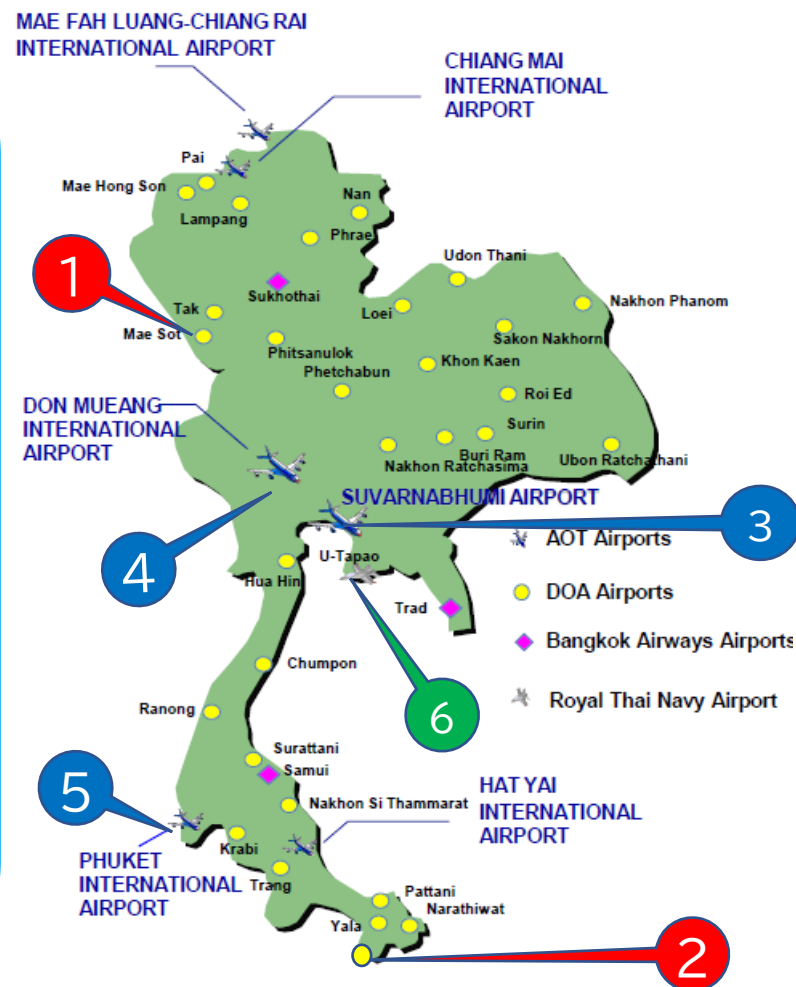 MAE FAH LUANG-CHIANG RAI
INTERNATIONAL AIRPORT
CHIANG MAI
INTERNATIONAL
AIRPORT
Pai
Mae Hong Son
Lampang
Nan
Phrae
1
Udon Thani
Sukhothai
Loei
Nakhon Phanom
Tak
Mae Sot
Sakon Nakhorn
Phitsanulok
Phetchabun
Khon Kaen
DON MUEANG
INTERNATIONAL
AIRPORT
Roi Ed
Surin
Buri Ram
Nakhon Ratchasima
Ubon Ratchathani
SUVARNABHUMI AIRPORT
3
4
U-Tapao
AOT Airports
Hua Hin
DOA Airports
Trad
Bangkok Airways Airports
Chumpon
Royal Thai Navy Airport
6
Ranong
Surattani
Samui
5
HAT YAI
INTERNATIONAL
AIRPORT
Nakhon Si Thammarat
Krabi
PHUKET
INTERNATIONAL
AIRPORT
Trang
Pattani
Narathiwat
Yala
2